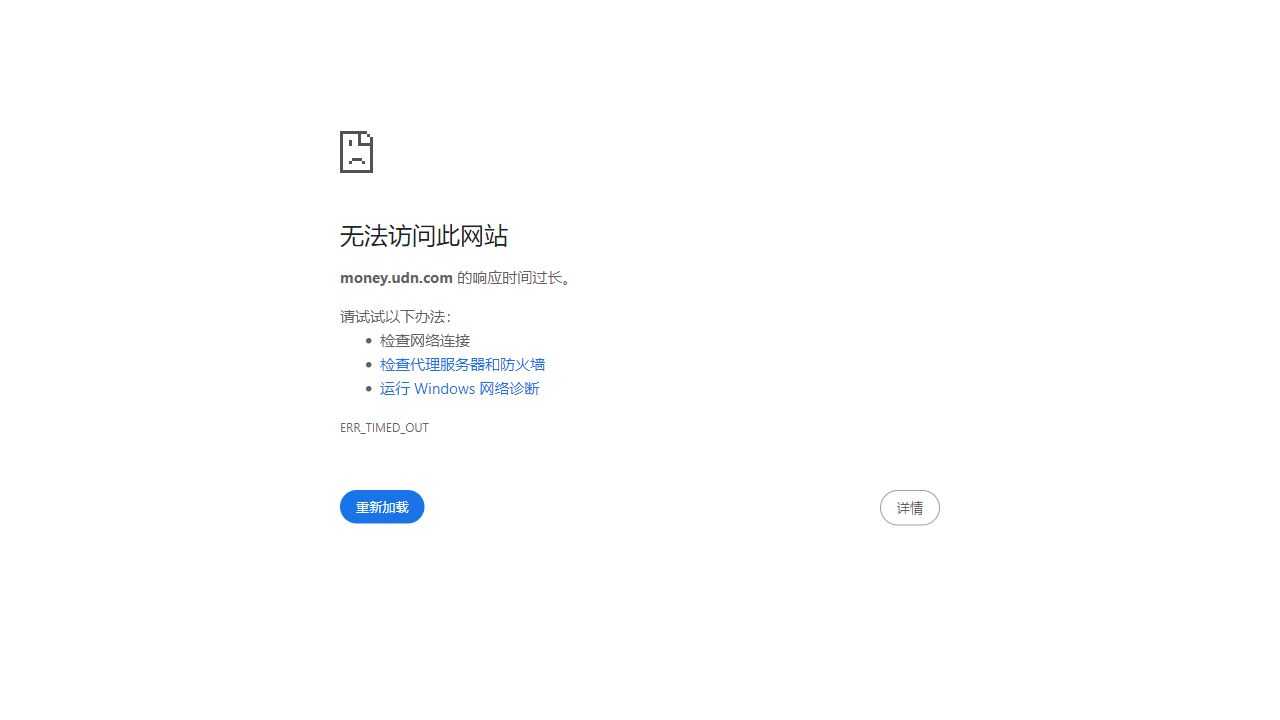 无法访问此网站
money.udn.com 的响应时间过长。
请试试以下办法：
检查网络连接
检查代理服务器和防火墙
运行 Windows 网络诊断
ERR_TIMED_OUT
重新加载
详情